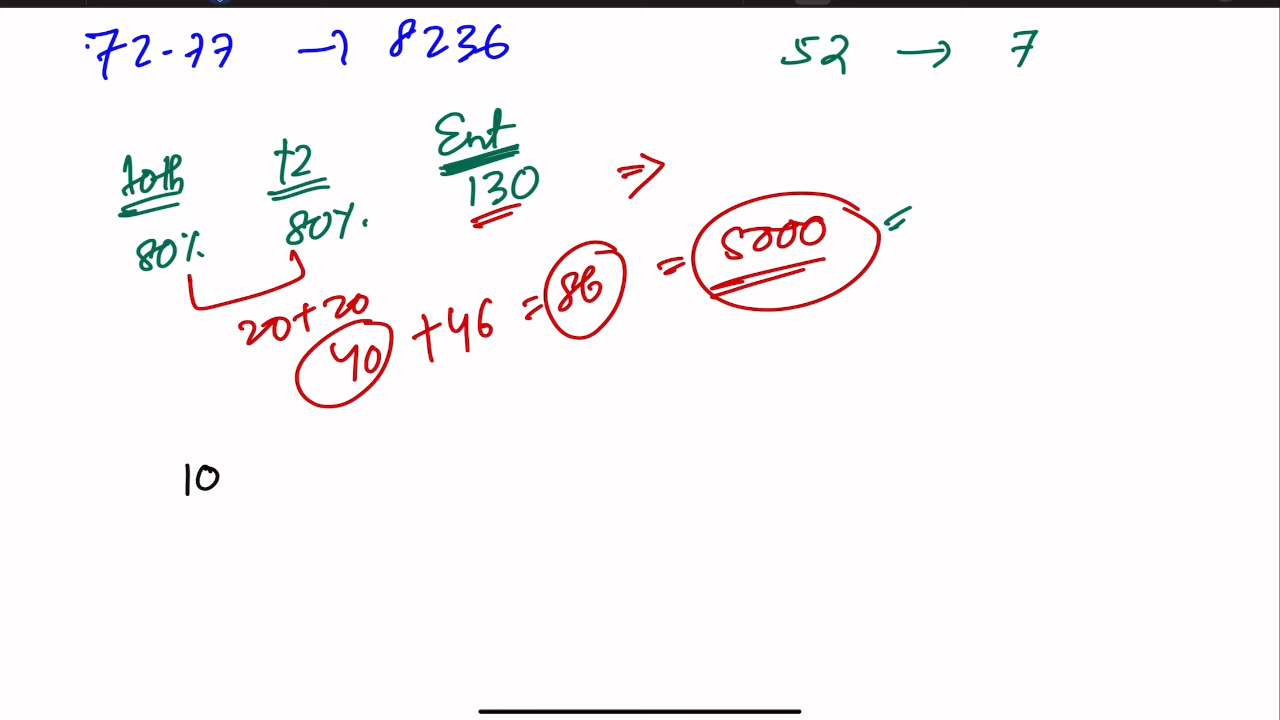 72-77 → 8236 52 → 7
10th +2 Ent
80% 80%. 130 ⇒
20+20
40 +46 = 86 = 5000 =
10